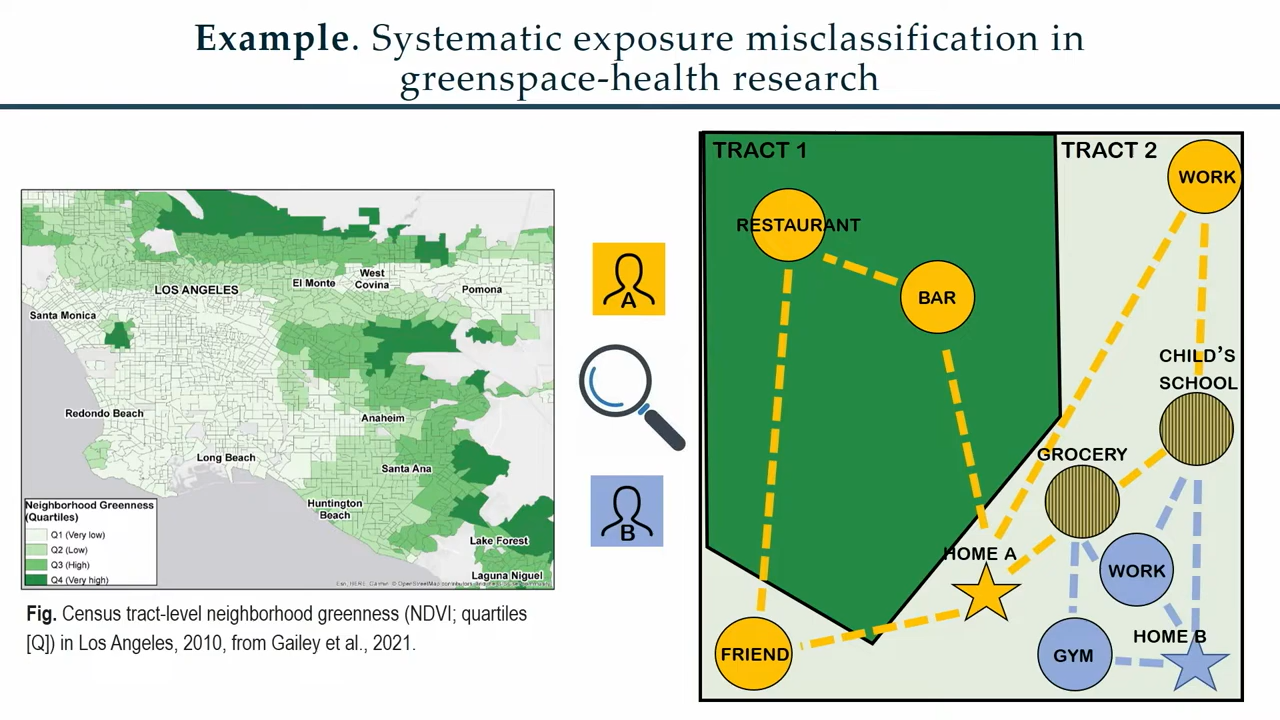 Example. Systematic exposure misclassification in
greenspace-health research
LOS ANGELES
El Monte
West
Covina
Pomona
Santa Monica
Redondo Beach
Anaheim
Long Beach
Santa Ana
Huntington
Beach
Lake Forest
Laguna Niguel
Neighborhood Greenness
(Quartiles)
Q1 (Very low)
Q2 (Low)
Q3 (High)
Q4 (Very high)
Fig. Census tract-level neighborhood greenness (NDVI; quartiles
[Q]) in Los Angeles, 2010, from Gailey et al., 2021.
A
B
TRACT 1
TRACT 2
WORK
RESTAURANT
BAR
CHILD'S
SCHOOL
GROCERY
HOME A
WORK
HOME B
FRIEND
GYM